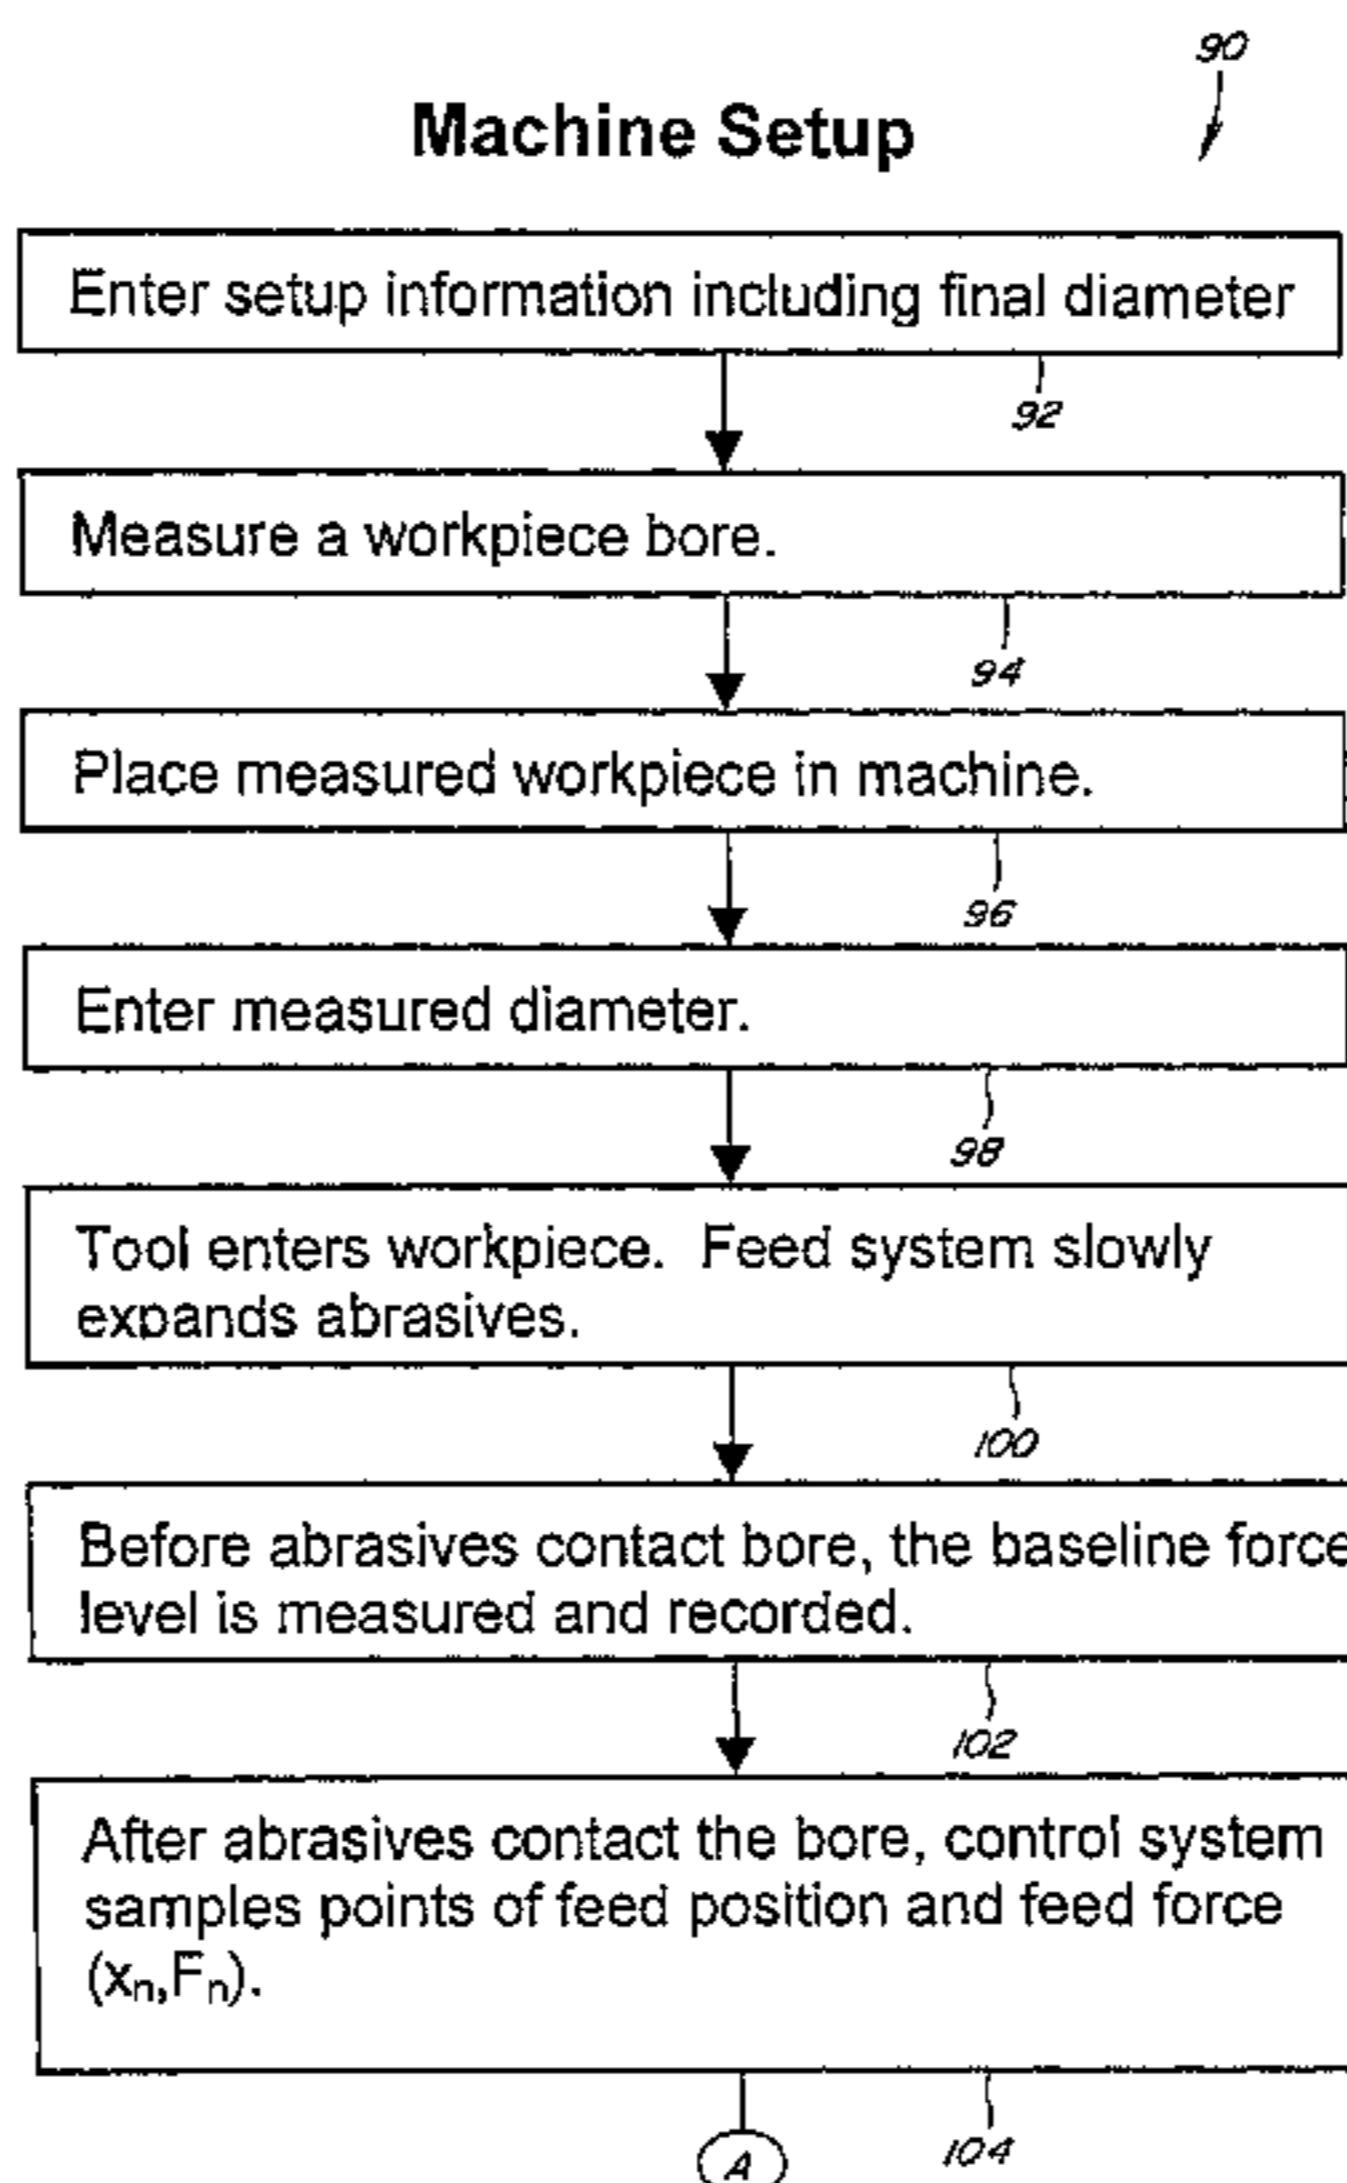 90
Machine Setup
Enter setup information including final diameter
92
Measure a workpiece bore.
94
Place measured workpiece in machine.
96
Enter measured diameter.
98
Tool enters workpiece. Feed system slowly
expands abrasives.
100
Before abrasives contact bore, the baseline force
level is measured and recorded.
102
After abrasives contact the bore, control system
samples points of feed position and feed force
(xₙ,Fₙ).
104
A